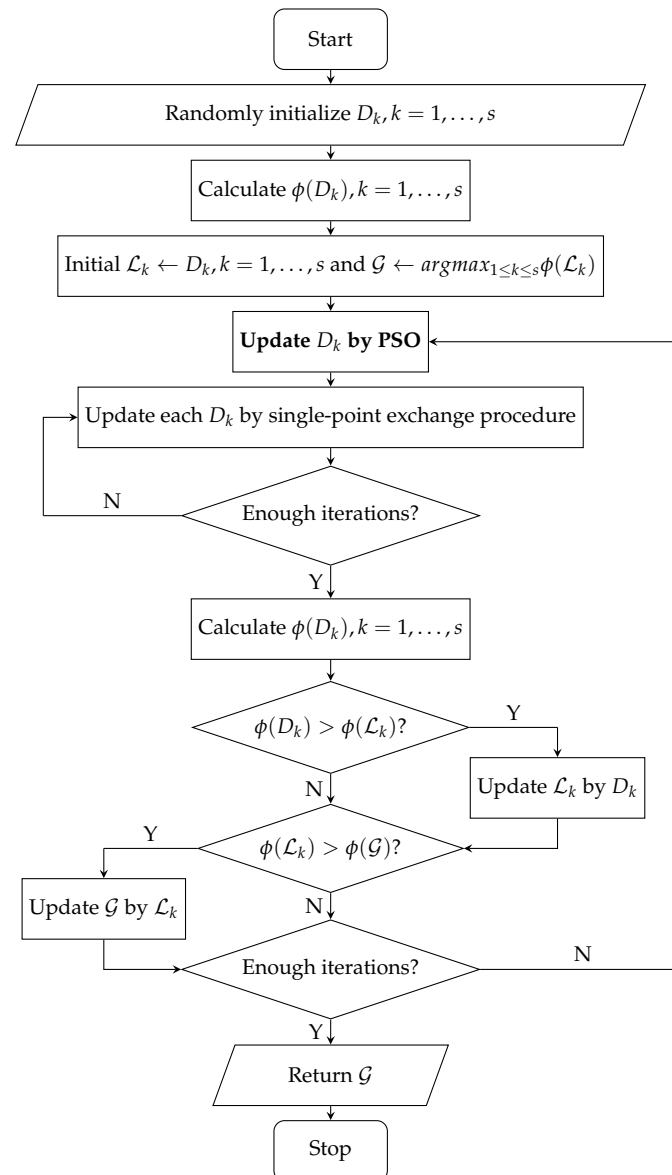 Start
Randomly initialize D_k, k = 1, . . . , s
Calculate ϕ(D_k), k = 1, . . . , s
Initial ℒ_k ← D_k, k = 1, . . . , s and 𝒢 ← argmax_{1≤k≤s}ϕ(ℒ_k)
Update D_k by PSO
Update each D_k by single-point exchange procedure
N
Enough iterations?
Y
Calculate ϕ(D_k), k = 1, . . . , s
ϕ(D_k) > ϕ(ℒ_k)?
Y
N
Update ℒ_k by D_k
Y
ϕ(ℒ_k) > ϕ(𝒢)?
N
Update 𝒢 by ℒ_k
Enough iterations?
N
Y
Return 𝒢
Stop